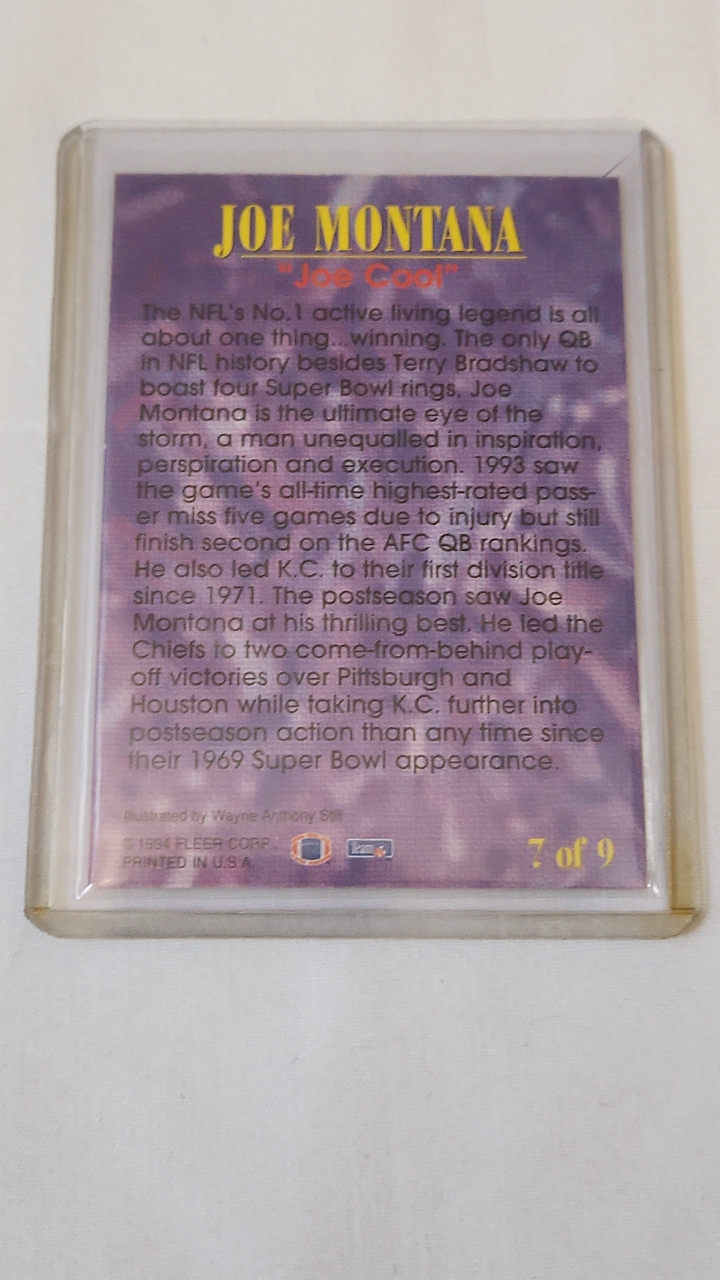 JOE MONTANA
"Joe Cool"
The NFL's No.1 active living legend is all
about one thing...winning. The only QB
in NFL history besides Terry Bradshaw to
boast four Super Bowl rings, Joe
Montana is the ultimate eye of the
storm, a man unequalled in inspiration,
perspiration and execution. 1993 saw
the game's all-time highest-rated pass-
er miss five games due to injury but still
finish second on the AFC QB rankings.
He also led K.C. to their first division title
since 1971. The postseason saw Joe
Montana at his thrilling best. He led the
Chiefs to two come-from-behind play-
off victories over Pittsburgh and
Houston while taking K.C. further into
postseason action than any time since
their 1969 Super Bowl appearance.
Illustrated by Wayne Anthony Still
© 1994 FLEER CORP.
PRINTED IN U.S.A.
Team
7 of 9